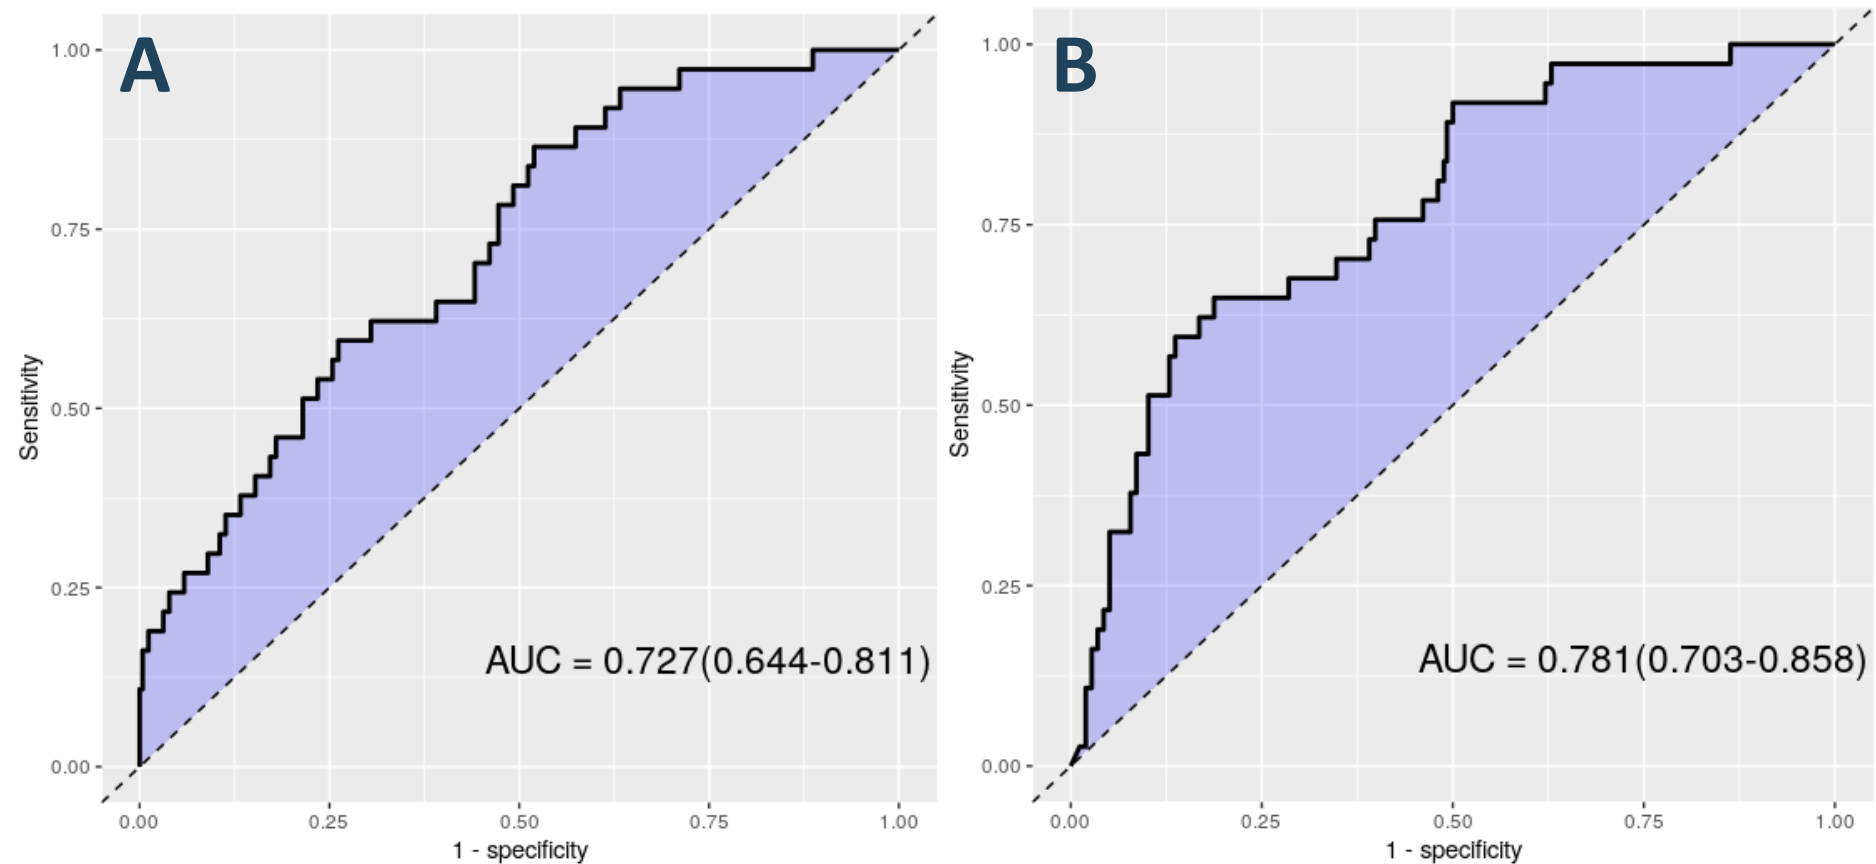 A
1.00
0.75
0.50
0.25
0.00
Sensitivity
AUC = 0.727(0.644-0.811)
0.00 0.25 0.50 0.75 1.00
1 - specificity
B
1.00
0.75
0.50
0.25
0.00
Sensitivity
AUC = 0.781(0.703-0.858)
0.00 0.25 0.50 0.75 1.00
1 - specificity